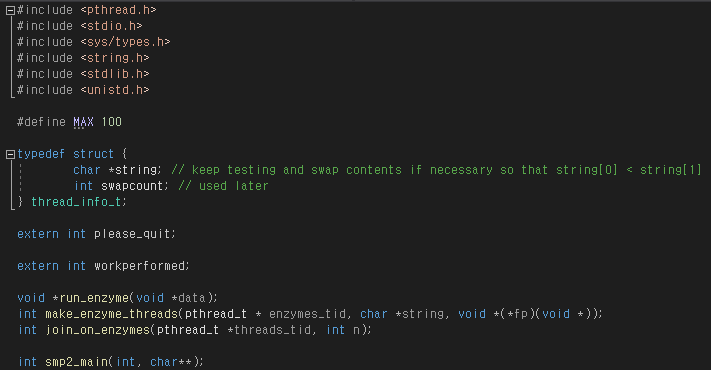 #include <pthread.h>
#include <stdio.h>
#include <sys/types.h>
#include <string.h>
#include <stdlib.h>
#include <unistd.h>
#define MAX 100
typedef struct {
char *string; // keep testing and swap contents if necessary so that string[0] < string[1]
int swapcount; // used later
} thread_info_t;
extern int please_quit;
extern int workperformed;
void *run_enzyme(void *data);
int make_enzyme_threads(pthread_t * enzymes_tid, char *string, void *(*fp)(void *));
int join_on_enzymes(pthread_t *threads_tid, int n);
int smp2_main(int, char**);